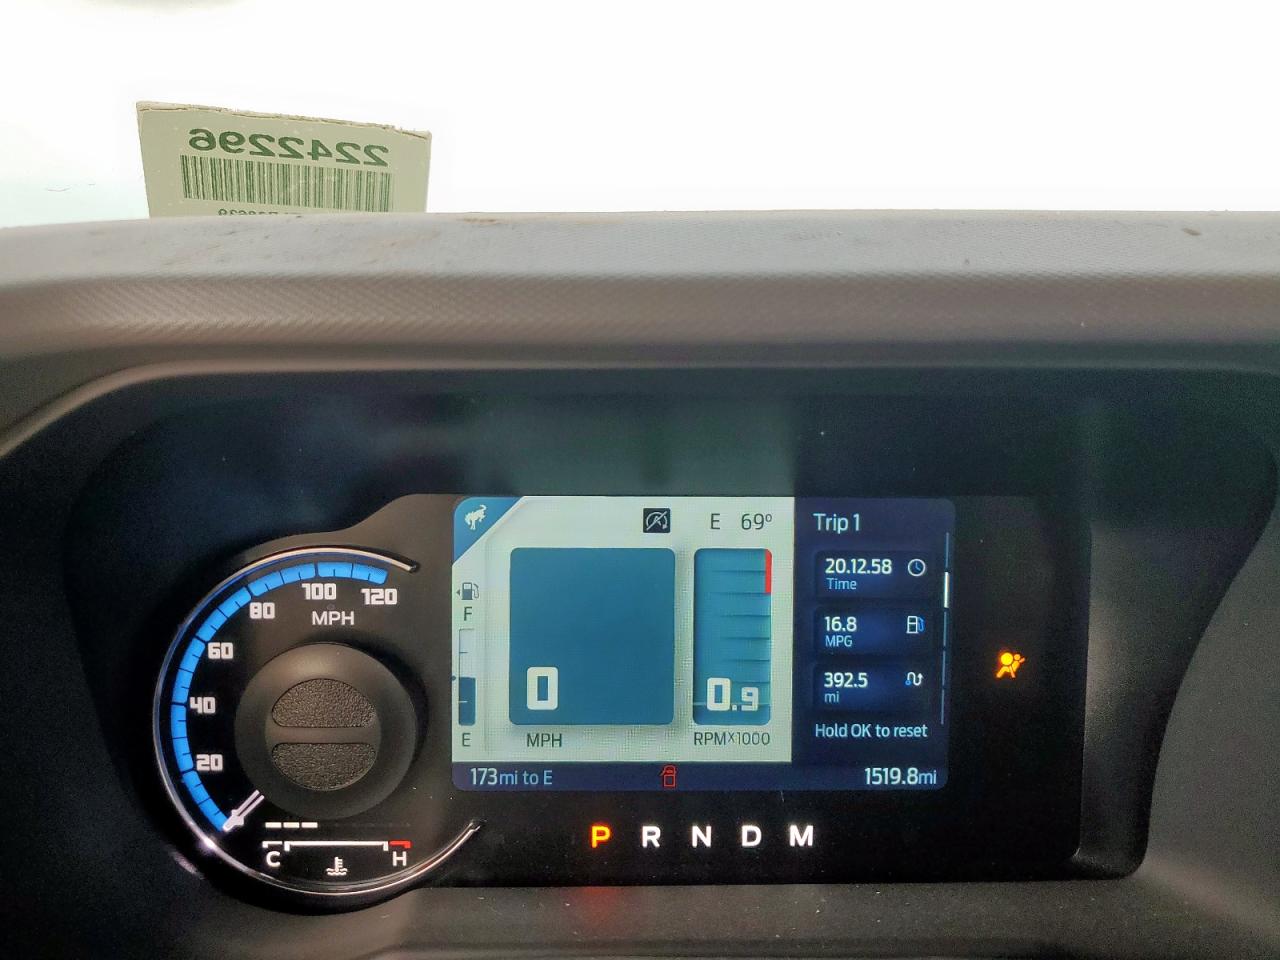 2242296
E 69°
Trip 1
20.12.58
Time
16.8
MPG
392.5
mi
Hold OK to reset
F
E
0
MPH
0.9
RPMX1000
173mi to E
1519.8mi
120
100
80
60
40
20
MPH
C H
P R N D M